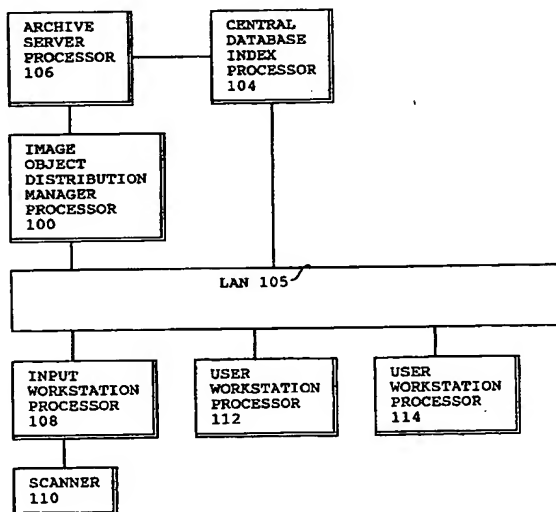 ARCHIVE
SERVER
PROCESSOR
106
CENTRAL
DATABASE
INDEX
PROCESSOR
104
IMAGE
OBJECT
DISTRIBUTION
MANAGER
PROCESSOR
100
LAN 105
INPUT
WORKSTATION
PROCESSOR
108
USER
WORKSTATION
PROCESSOR
112
USER
WORKSTATION
PROCESSOR
114
SCANNER
110